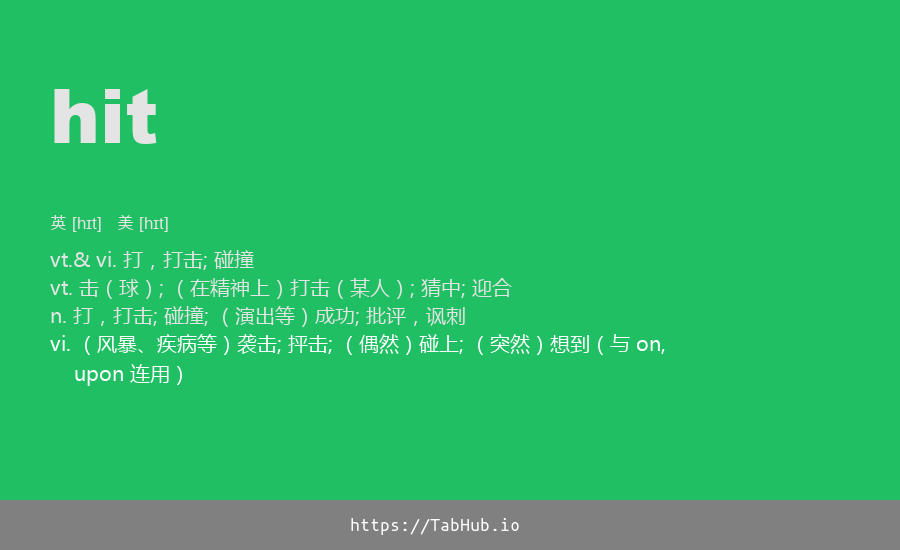 hit
英 [hɪt] 美 [hɪt]
vt.& vi. 打，打击; 碰撞
vt. 击（球）; （在精神上）打击（某人）; 猜中; 迎合
n. 打，打击; 碰撞; （演出等）成功; 批评，讽刺
vi. （风暴、疾病等）袭击; 抨击; （偶然）碰上; （突然）想到（与 on,
upon 连用）
https://TabHub.io